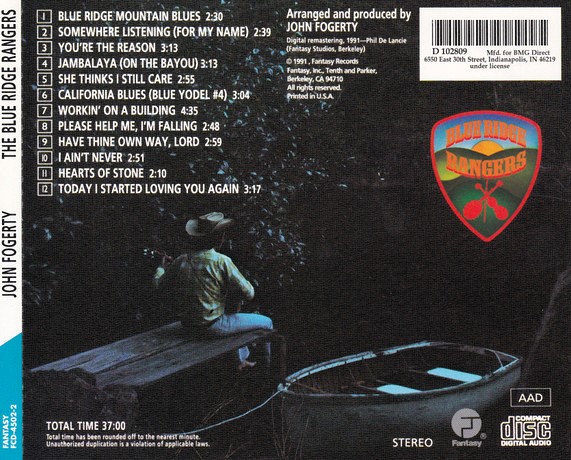 1 BLUE RIDGE MOUNTAIN BLUES 2:30
2 SOMEWHERE LISTENING (FOR MY NAME) 2:39
3 YOU'RE THE REASON 3:13
4 JAMBALAYA (ON THE BAYOU) 3:13
5 SHE THINKS I STILL CARE 2:55
6 CALIFORNIA BLUES (BLUE YODEL #4) 3:04
7 WORKIN' ON A BUILDING 4:35
8 PLEASE HELP ME, I'M FALLING 2:48
9 HAVE THINE OWN WAY, LORD 2:59
10 I AIN'T NEVER 2:51
11 HEARTS OF STONE 2:10
12 TODAY I STARTED LOVING YOU AGAIN 3:17
Arranged and produced by
JOHN FOGERTY
Digital remastering, 1991—Phil De Lancie
(Fantasy Studios, Berkeley)
© 1991, Fantasy Records
Fantasy, Inc., Tenth and Parker,
Berkeley, CA 94710
All rights reserved.
Printed in U.S.A.
D 102809 Mfd. for BMG Direct
6550 East 30th Street, Indianapolis, IN 46219
under license
BLUE RIDGE
RANGERS
THE BLUE RIDGE RANGERS
JOHN FOGERTY
FANTASY
FCD-4502-2
TOTAL TIME 37:00
Total time has been rounded off to the nearest minute.
Unauthorized duplication is a violation of applicable laws.
STEREO
F
Fantasy®
AAD
COMPACT
disc
DIGITAL AUDIO